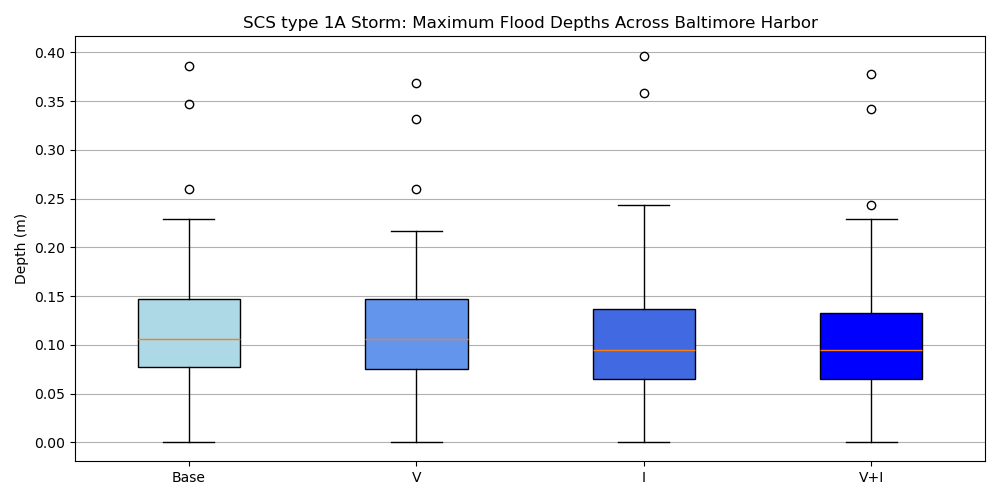 SCS type 1A Storm: Maximum Flood Depths Across Baltimore Harbor
Depth (m)
0.40
0.35
0.30
0.25
0.20
0.15
0.10
0.05
0.00
Base
V
I
V+I